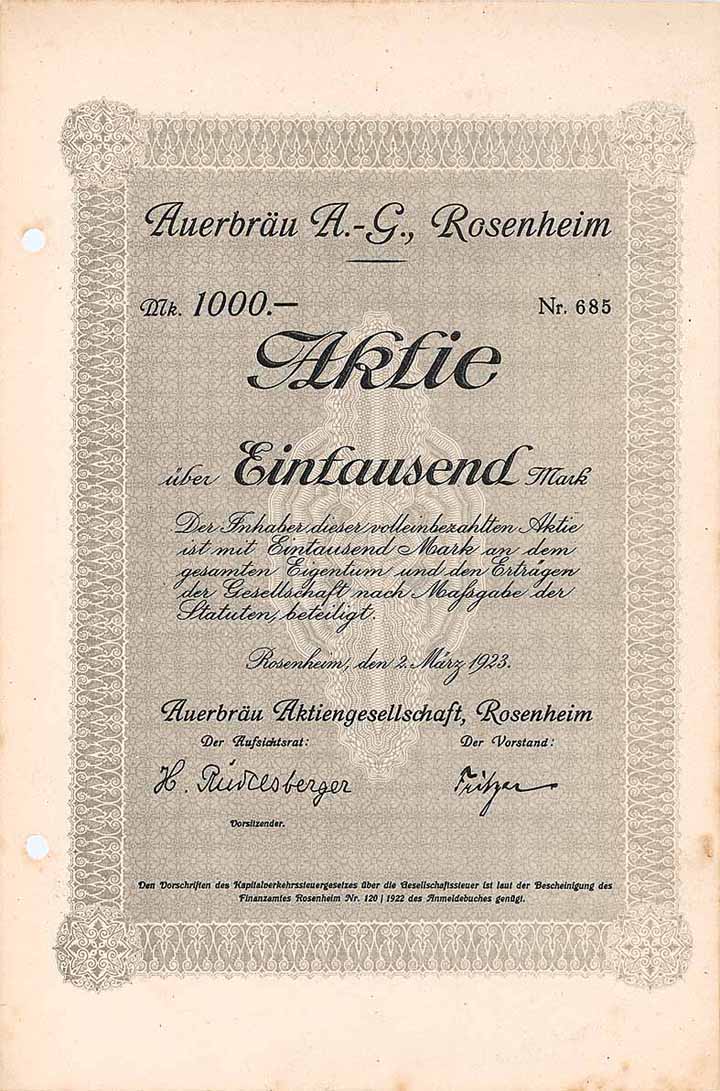 Auerbräu A.-G., Rosenheim
Mk. 1000.— Nr. 685
Aktie
über Eintausend Mark
Der Inhaber dieser volleinbezahlten Aktie
ist mit Eintausend Mark an dem
gesamten Eigentum und den Erträgen
der Gesellschaft nach Maßgabe der
Statuten, beteiligt.
Rosenheim, den 2. März 1923.
Auerbräu Aktiengesellschaft, Rosenheim
Der Aufsichtsrat: Der Vorstand:
H.
Vorsitzender.
Den Vorschriften des Kapitalverkehrssteuergesetzes über die Gesellschaftssteuer ist laut der Bescheinigung des
Finanzamtes Rosenheim Nr. 120 | 1922 des Anmeldebuches genügt.